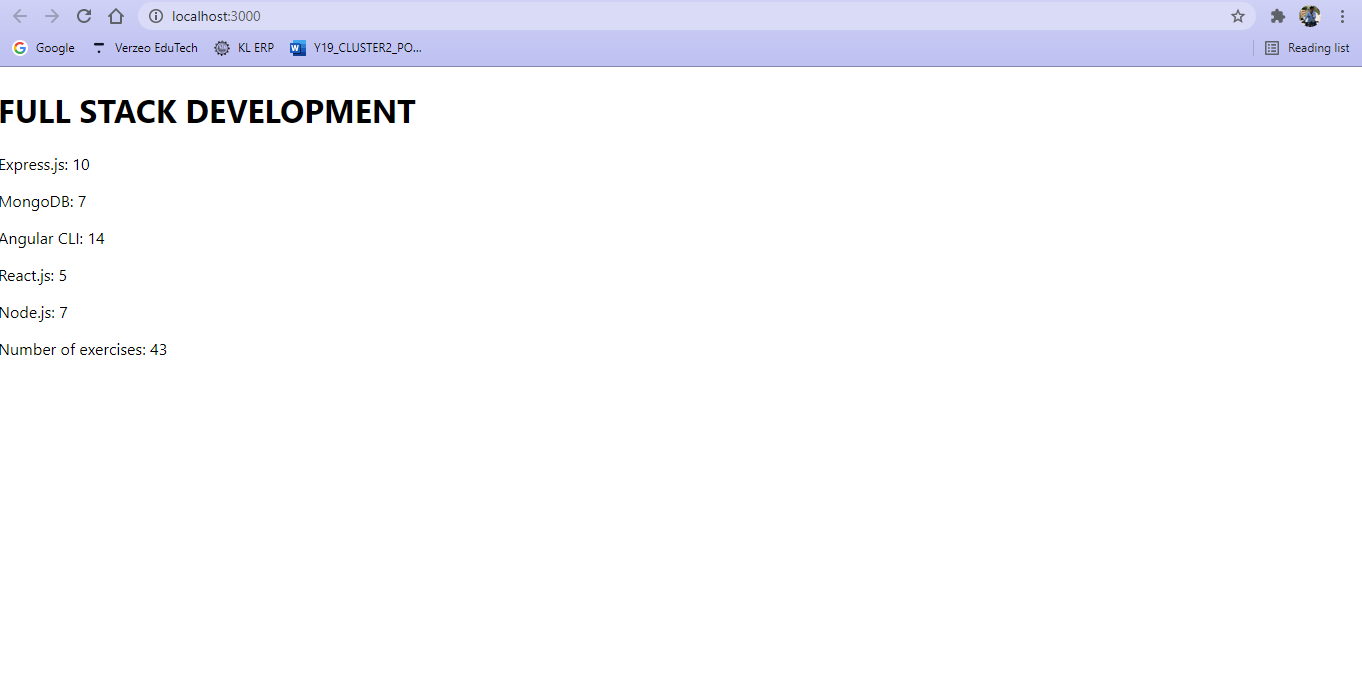 localhost:3000
Google Verzeo EduTech KL ERP Y19_CLUSTER2_PO... Reading list
FULL STACK DEVELOPMENT
Express.js: 10
MongoDB: 7
Angular CLI: 14
React.js: 5
Node.js: 7
Number of exercises: 43